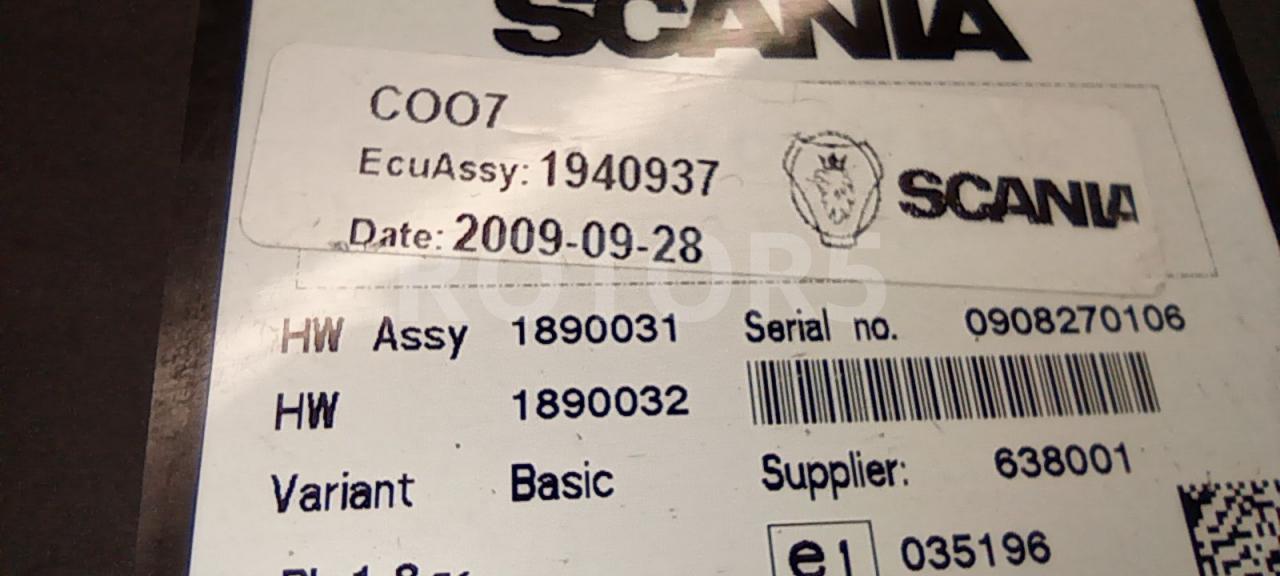 SCANIA
COO7
EcuAssy: 1940937
Date: 2009-09-28
SCANIA
ROTOR5
HW Assy 1890031
Serial no. 0908270106
HW 1890032
Variant Basic
Supplier: 638001
e1 035196